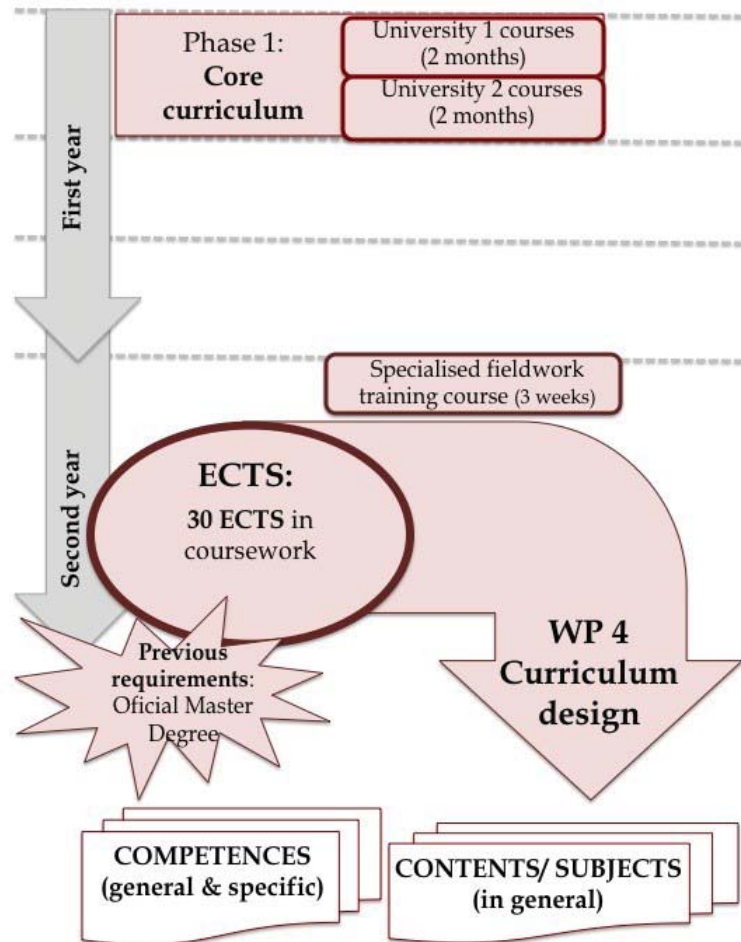 Phase 1:
Core
curriculum
University 1 courses
(2 months)
University 2 courses
(2 months)
First year
Specialised fieldwork
training course (3 weeks)
Second year
ECTS:
30 ECTS in
coursework
Previous
requirements:
Oficial Master
Degree
WP 4
Curriculum
design
COMPETENCES
(general & specific)
CONTENTS/ SUBJECTS
(in general)